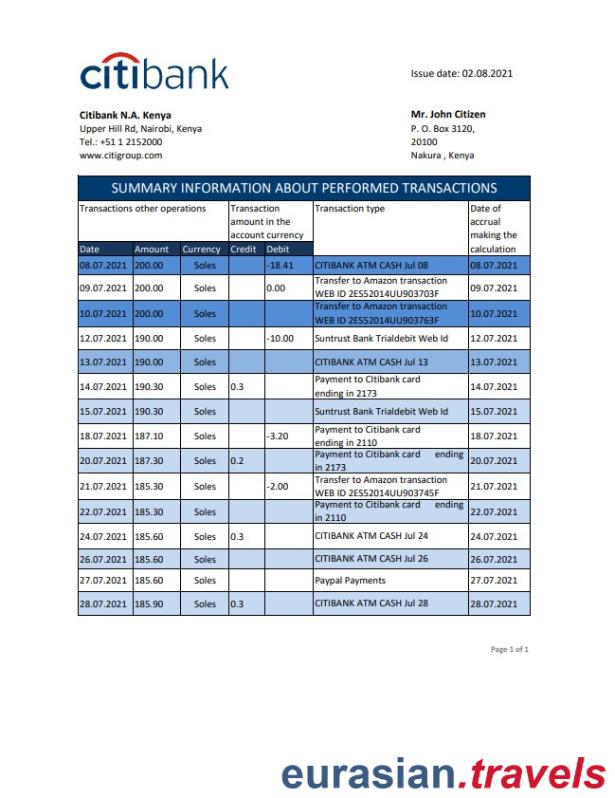 citibank
Issue date: 02.08.2021
Citibank N.A. Kenya
Upper Hill Rd, Nairobi, Kenya
Tel.: +51 1 2152000
www.citigroup.com
Mr. John Citizen
P. O. Box 3120,
20100
Nakura , Kenya
SUMMARY INFORMATION ABOUT PERFORMED TRANSACTIONS
Transactions other operations
Transaction
amount in the
account currency
Transaction type
Date of
accrual
making the
calculation
Date Amount Currency Credit Debit
08.07.2021 200.00 Soles -18.41 CITIBANK ATM CASH Jul 08 08.07.2021
09.07.2021 200.00 Soles 0.00 Transfer to Amazon transaction
WEB ID 2ES52014UU903703F 09.07.2021
10.07.2021 200.00 Soles Transfer to Amazon transaction
WEB ID 2ES52014UU903763F 10.07.2021
12.07.2021 190.00 Soles -10.00 Suntrust Bank Trialdebit Web Id 12.07.2021
13.07.2021 190.00 Soles CITIBANK ATM CASH Jul 13 13.07.2021
14.07.2021 190.30 Soles 0.3 Payment to CItibank card
ending in 2173 14.07.2021
15.07.2021 190.30 Soles Suntrust Bank Trialdebit Web Id 15.07.2021
18.07.2021 187.10 Soles -3.20 Payment to Citibank card
ending in 2110 18.07.2021
20.07.2021 187.30 Soles 0.2 Payment to Citibank card ending
in 2173 20.07.2021
21.07.2021 185.30 Soles -2.00 Transfer to Amazon transaction
WEB ID 2ES52014UU903745F 21.07.2021
22.07.2021 185.30 Soles Payment to Citibank card ending
in 2110 22.07.2021
24.07.2021 185.60 Soles 0.3 CITIBANK ATM CASH Jul 24 24.07.2021
26.07.2021 185.60 Soles CITIBANK ATM CASH Jul 26 26.07.2021
27.07.2021 185.60 Soles Paypal Payments 27.07.2021
28.07.2021 185.90 Soles 0.3 CITIBANK ATM CASH Jul 28 28.07.2021
Page 1 of 1
eurasian.travels